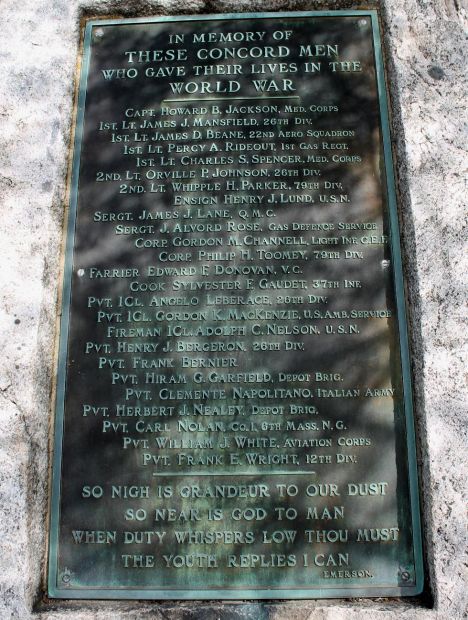 IN MEMORY OF
THESE CONCORD MEN
WHO GAVE THEIR LIVES IN THE
WORLD WAR
CAPT. HOWARD B. JACKSON, MED. CORPS
1ST. LT. JAMES J. MANSFIELD, 26TH DIV.
1ST. LT. JAMES D. BEANE, 22ND AERO SQUADRON
1ST. LT. PERCY A. RIDEOUT, 1ST GAS REGT.
1ST. LT. CHARLES S. SPENCER, MED. CORPS
2ND. LT. ORVILLE P. JOHNSON, 26TH DIV.
2ND. LT. WHIPPLE H. PARKER, 79TH DIV.
ENSIGN HENRY J. LUND, U.S.N.
SERGT. JAMES J. LANE, Q.M.C.
SERGT. J. ALVORD ROSE, GAS DEFENCE SERVICE
CORP. GORDON M. CHANNELL, LIGHT INF. C.E.F.
CORP. PHILIP H. TOOMEY, 79TH DIV.
FARRIER EDWARD F. DONOVAN, V.C.
COOK SYLVESTER F. GAUDET, 37TH INF.
PVT. 1CL. ANGELO LEBERACE, 26TH DIV.
PVT. 1CL. GORDON K. MACKENZIE, U.S. AMB. SERVICE
FIREMAN 1CL. ADOLPH C. NELSON, U.S.N.
PVT. HENRY J. BERGERON, 26TH DIV.
PVT. FRANK BERNIER
PVT. HIRAM G. GARFIELD, DEPOT BRIG.
PVT. CLEMENTE NAPOLITANO, ITALIAN ARMY
PVT. HERBERT J. NEALEY, DEPOT BRIG.
PVT. CARL NOLAN, CO. I, 6TH MASS. N.G.
PVT. WILLIAM J. WHITE, AVIATION CORPS
PVT. FRANK E. WRIGHT, 12TH DIV.
SO NIGH IS GRANDEUR TO OUR DUST
SO NEAR IS GOD TO MAN
WHEN DUTY WHISPERS LOW THOU MUST
THE YOUTH REPLIES I CAN
EMERSON.